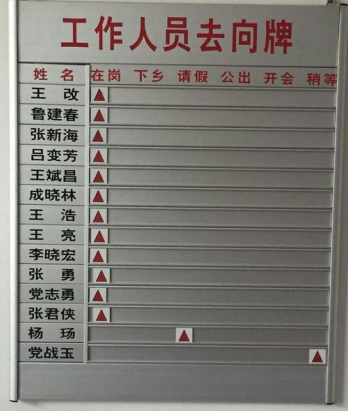 工作人员去向牌
姓 名 在岗 下乡 请假 公出 开会 稍等
王 改
鲁建春
张新海
吕变芳
王斌昌
成晓林
王 浩
王 亮
李晓宏
张 勇
党志勇
张君侠
杨 玚
党战玉